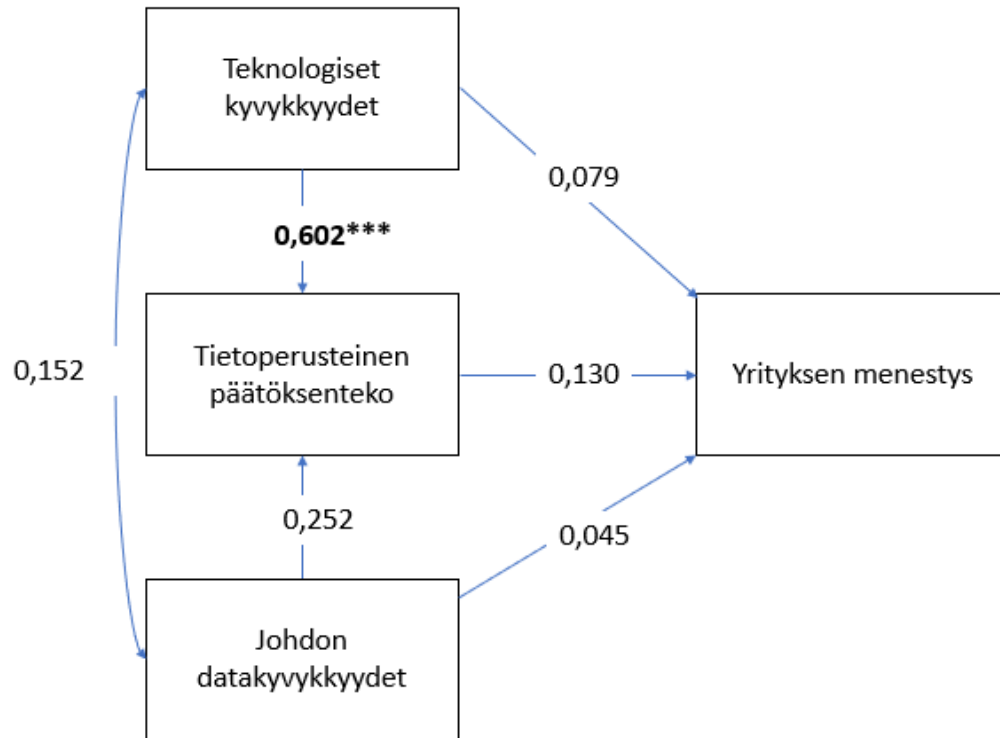 Teknologiset
kyvykkyydet
0,079
0,602***
0,152
Tietoperusteinen
päätöksenteko
0,130
Yrityksen menestys
0,252
0,045
Johdon
datakyvykkyydet